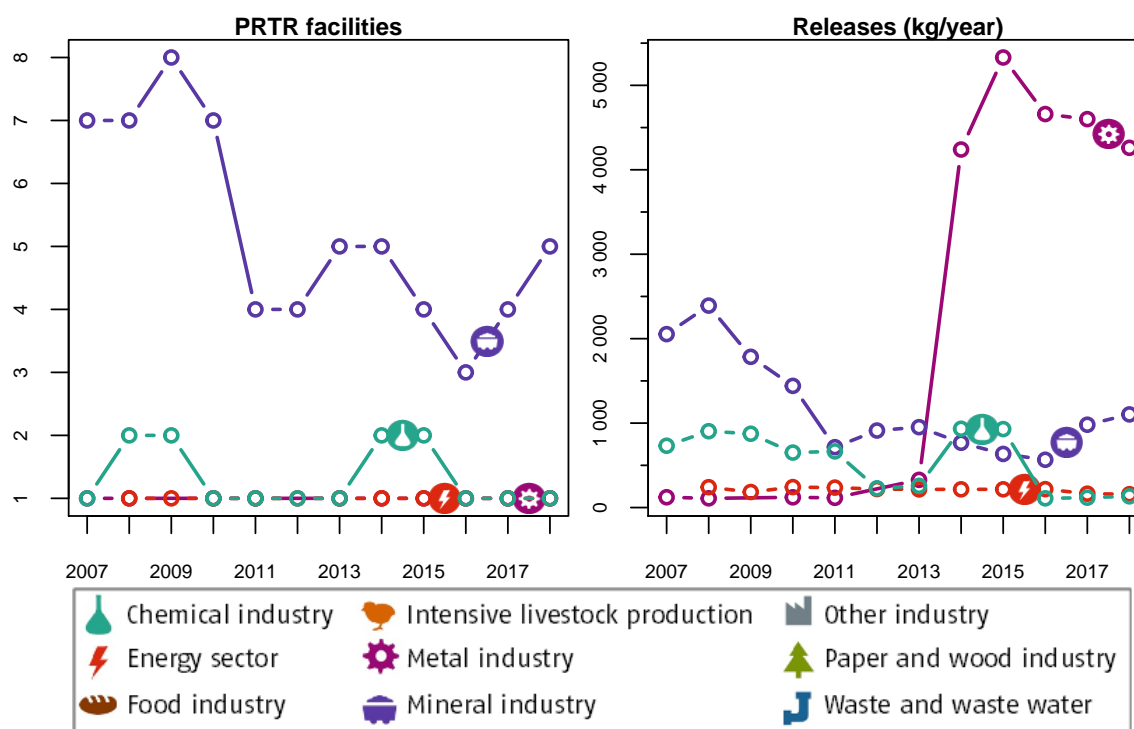 PRTR facilities
8
7
6
5
4
3
2
1
2007 2009 2011 2013 2015 2017
Releases (kg/year)
5 000
4 000
3 000
2 000
1 000
0
2007 2009 2011 2013 2015 2017
Chemical industry Intensive livestock production Other industry
Energy sector Metal industry Paper and wood industry
Food industry Mineral industry Waste and waste water